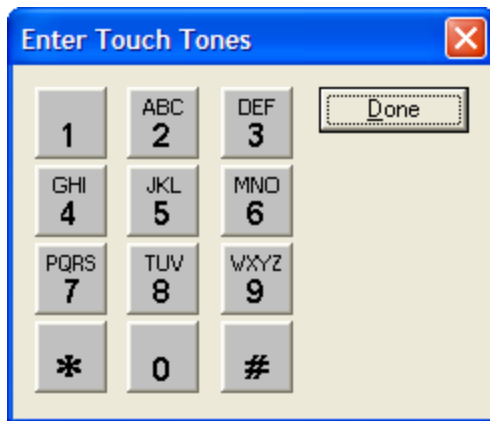 Enter Touch Tones
1
ABC
2
DEF
3
Done
GHI
4
JKL
5
MNO
6
PQRS
7
TUV
8
WXYZ
9
*
0
#